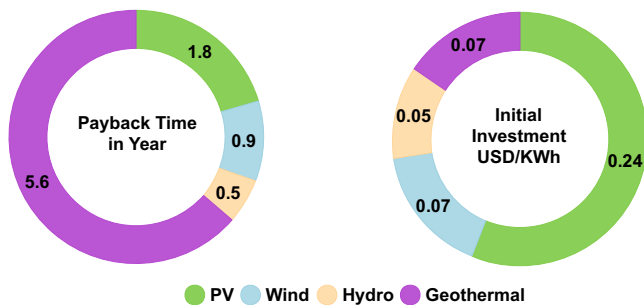 1.8
Payback Time
in Year
0.9
5.6
0.5
0.07
0.05
Initial
Investment
USD/KWh
0.24
0.07
PV
Wind
Hydro
Geothermal